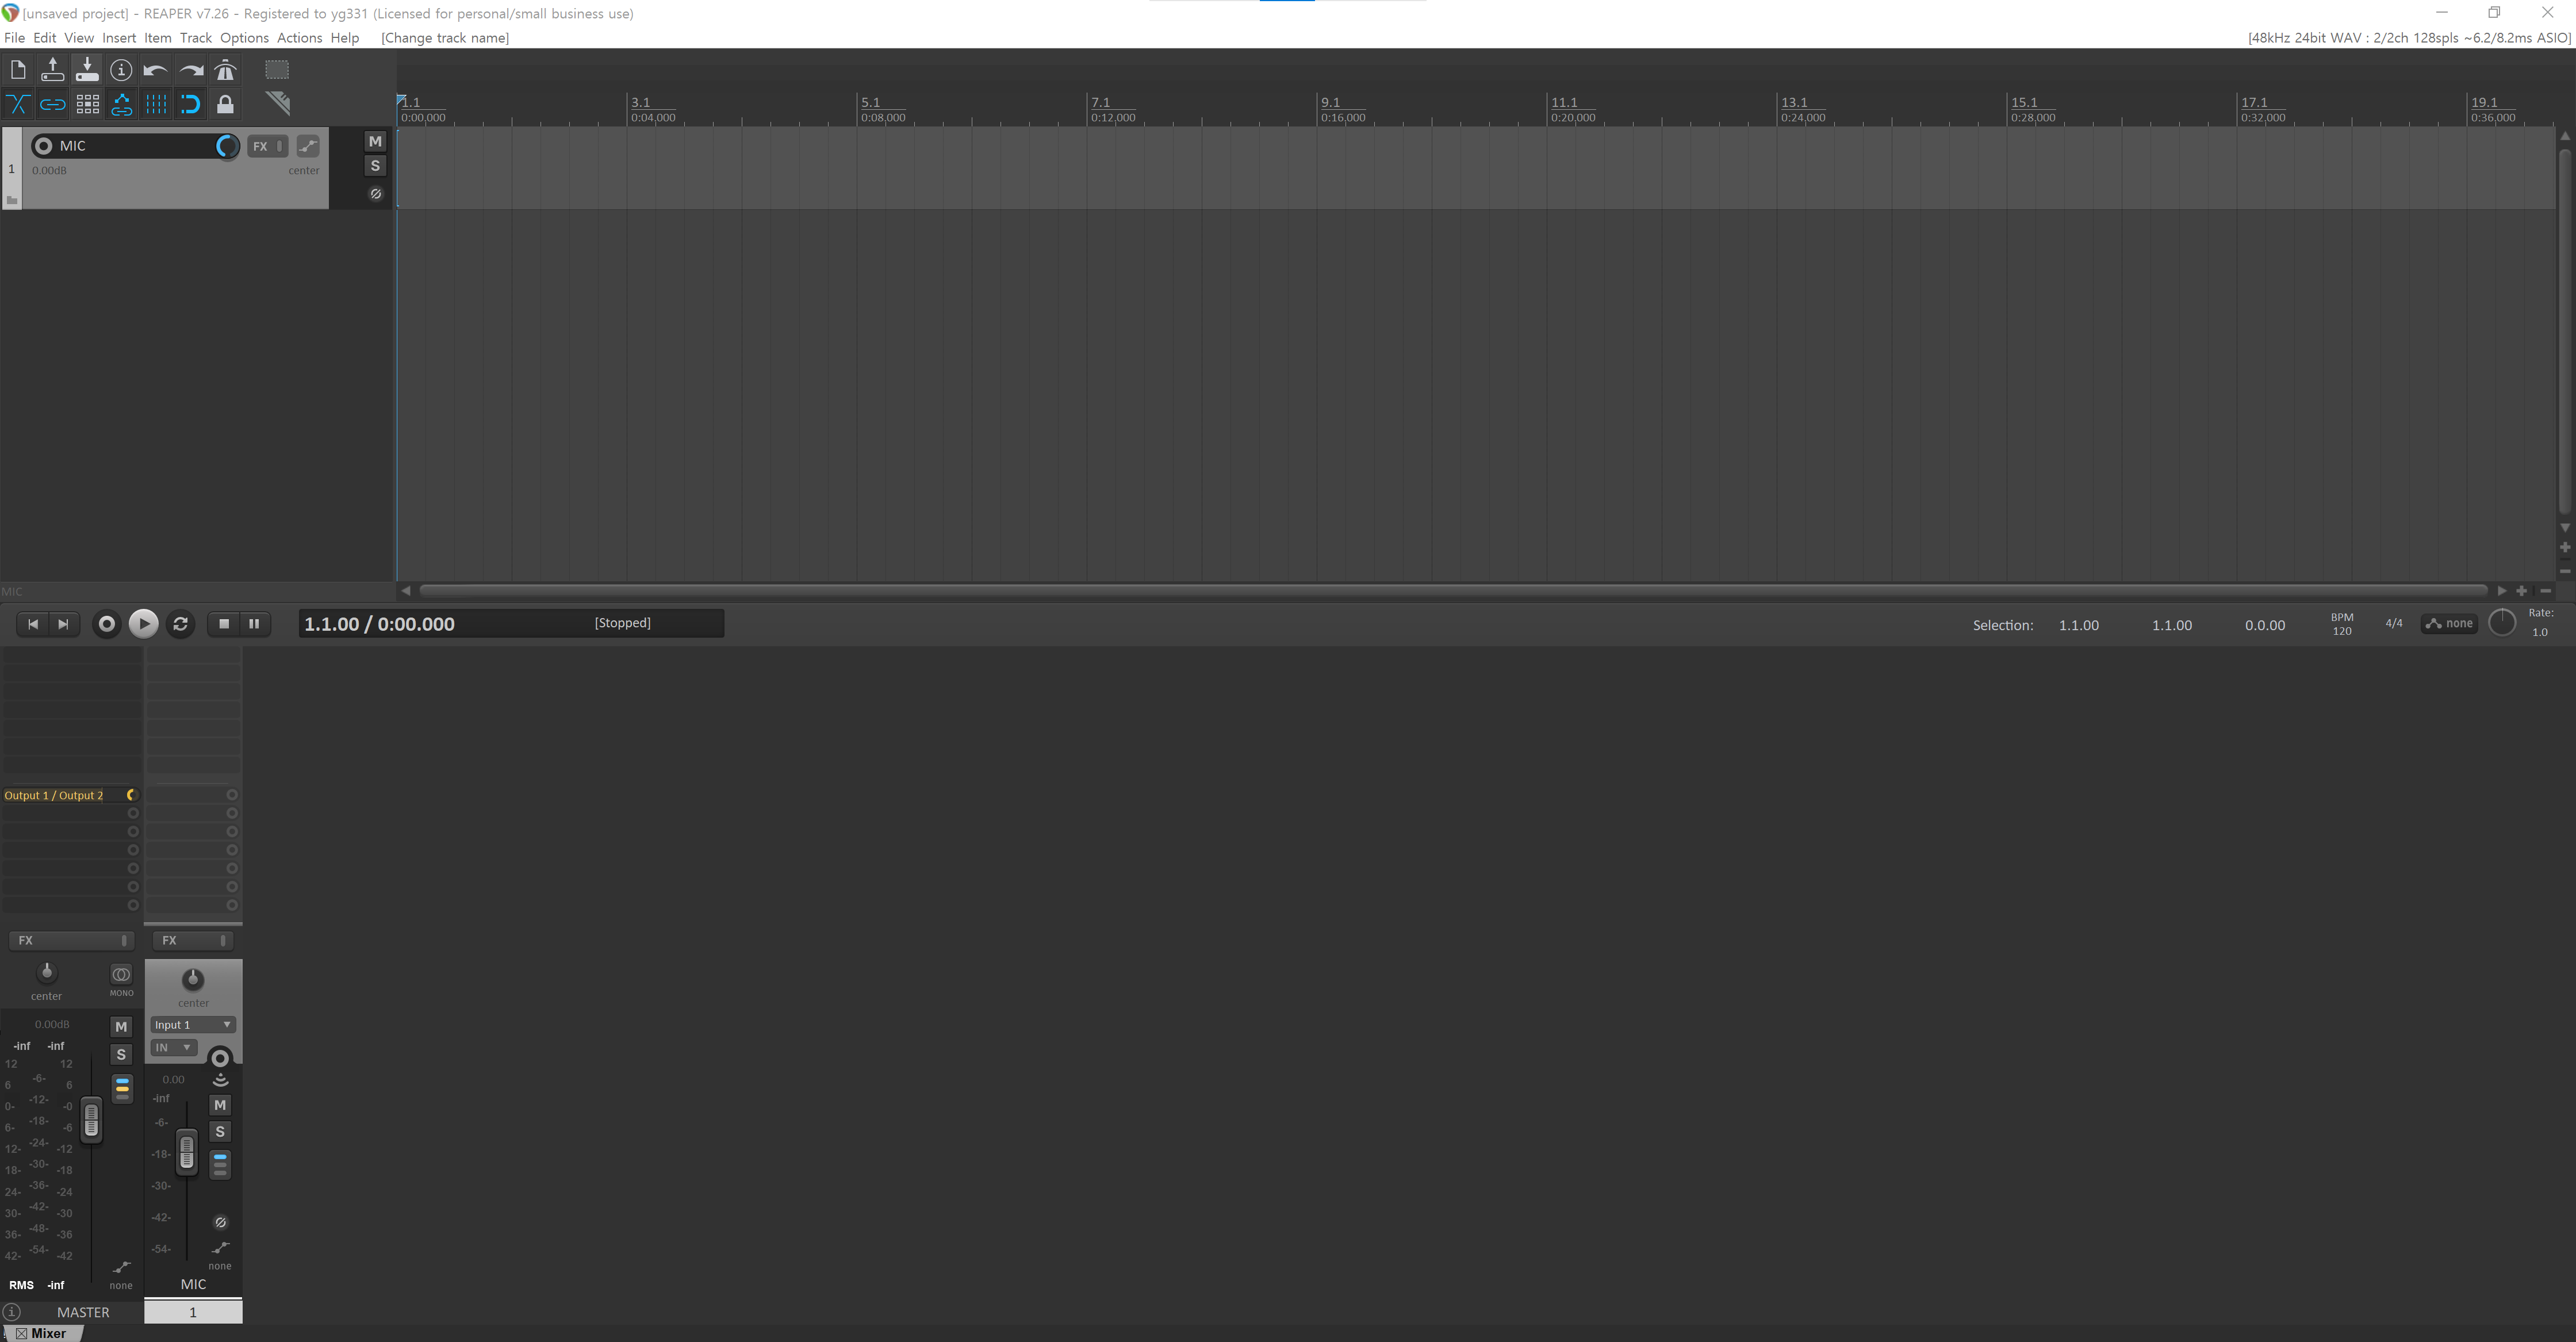 [unsaved project] - REAPER v7.26 - Registered to yg331 (Licensed for personal/small business use)
File Edit View Insert Item Track Options Actions Help [Change track name]
[48kHz 24bit WAV : 2/2ch 128spls ~6.2/8.2ms ASIO]
1.1 3.1 5.1 7.1 9.1 11.1 13.1 15.1 17.1 19.1
0:00.000 0:04.000 0:08.000 0:12.000 0:16.000 0:20.000 0:24.000 0:28.000 0:32.000 0:36.000
MIC FX M
1
0.00dB center S
MIC
1.1.00 / 0:00.000 [Stopped]
Selection: 1.1.00 1.1.00 0.0.00
BPM
120
4/4
none
Rate:
1.0
Output 1 / Output 2
FX FX
center MONO
center
0.00dB M
Input 1
-inf -inf S
IN
12 12
6 -6- 6
0- -12- -0
6- -18- -6
12- -24- -12
18- -30- -18
24- -36- -24
30- -42- -30
36- -48- -36
42- -54- -42
RMS -inf none
0.00
-inf M
-6- S
-18-
-30-
-42-
-54-
none
MIC
MASTER 1
Mixer